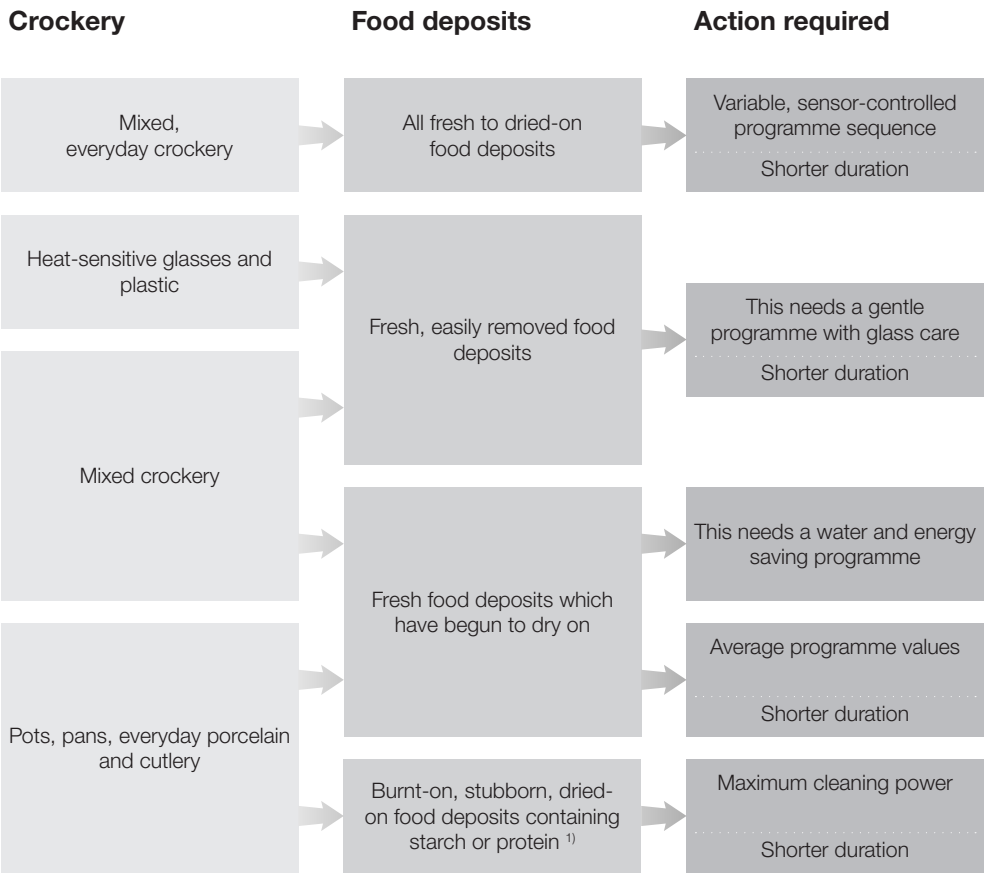 Crockery
Food deposits
Action required
Mixed,
everyday crockery
All fresh to dried-on
food deposits
Variable, sensor-controlled
programme sequence
Shorter duration
Heat-sensitive glasses and
plastic
Fresh, easily removed food
deposits
This needs a gentle
programme with glass care
Shorter duration
Mixed crockery
Fresh food deposits which
have begun to dry on
This needs a water and energy
saving programme
Average programme values
Shorter duration
Pots, pans, everyday porcelain
and cutlery
Burnt-on, stubborn, dried-
on food deposits containing
starch or protein 1)
Maximum cleaning power
Shorter duration